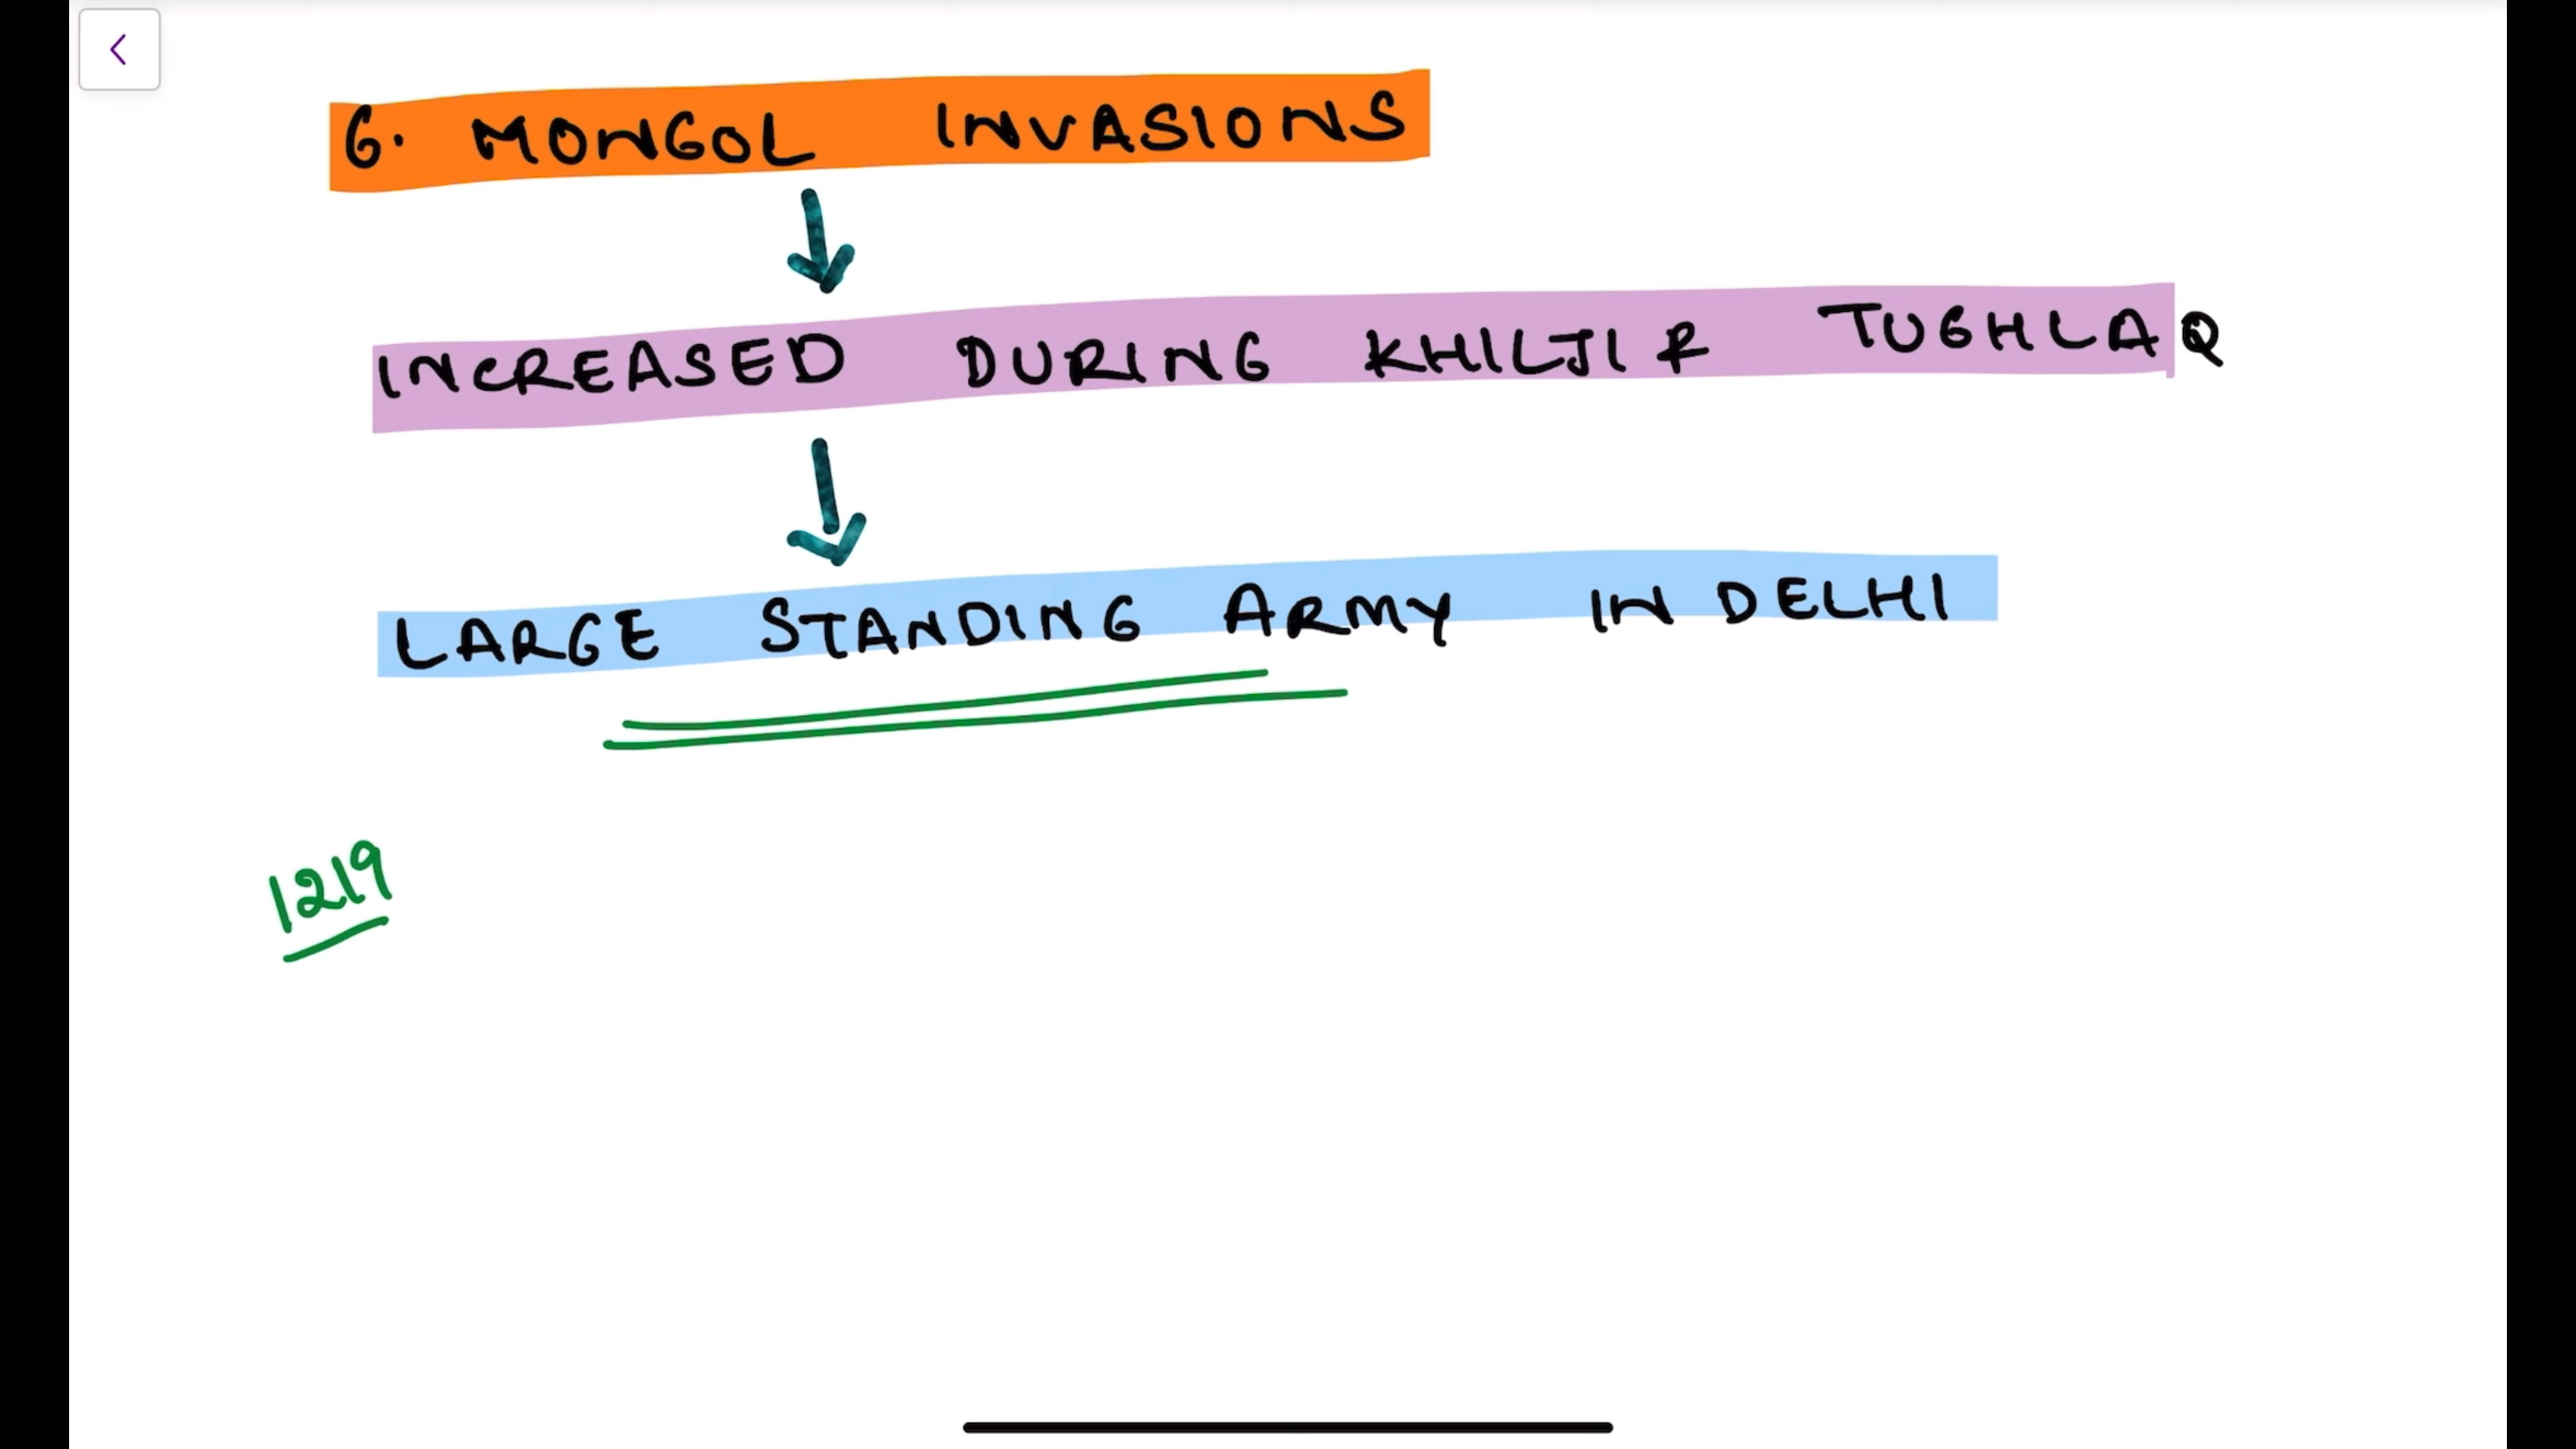 6. MONGOL INVASIONS
INCREASED DURING KHILJI & TUGHLAQ
LARGE STANDING ARMY IN DELHI
1219